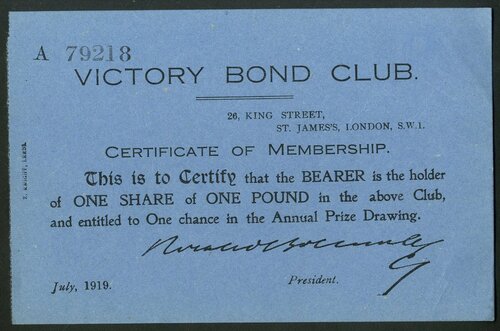 A 79218
VICTORY BOND CLUB.
26, KING STREET,
ST. JAMES'S, LONDON, S.W.1.
CERTIFICATE OF MEMBERSHIP.
This is to Certify that the BEARER is the holder
of ONE SHARE of ONE POUND in the above Club,
and entitled to One chance in the Annual Prize Drawing.
July, 1919.
President.